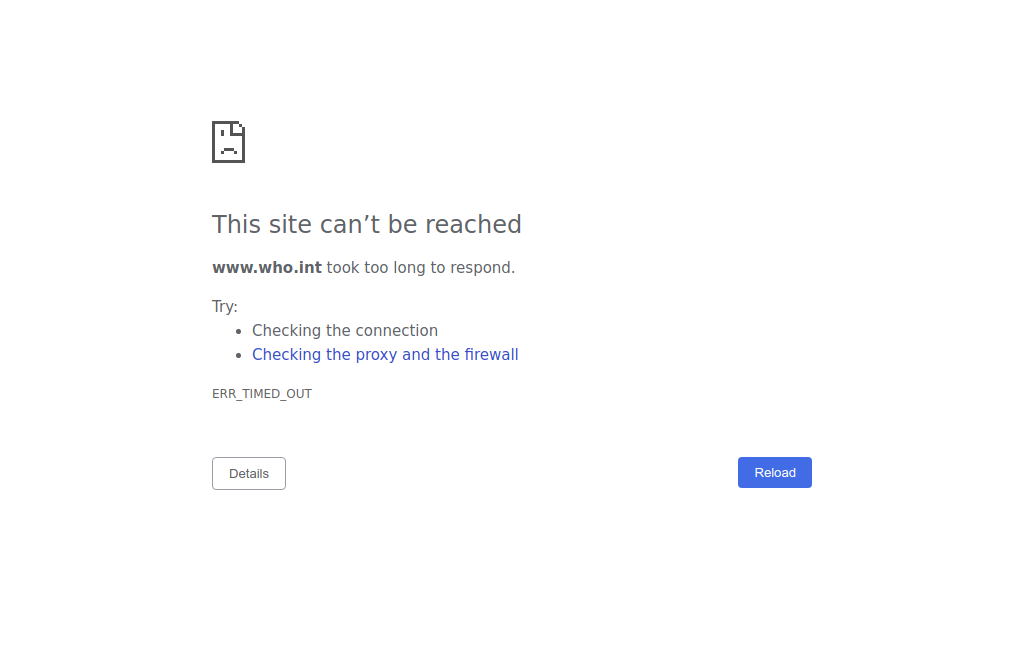 This site can’t be reached
www.who.int took too long to respond.
Try:
Checking the connection
Checking the proxy and the firewall
ERR_TIMED_OUT
Details
Reload